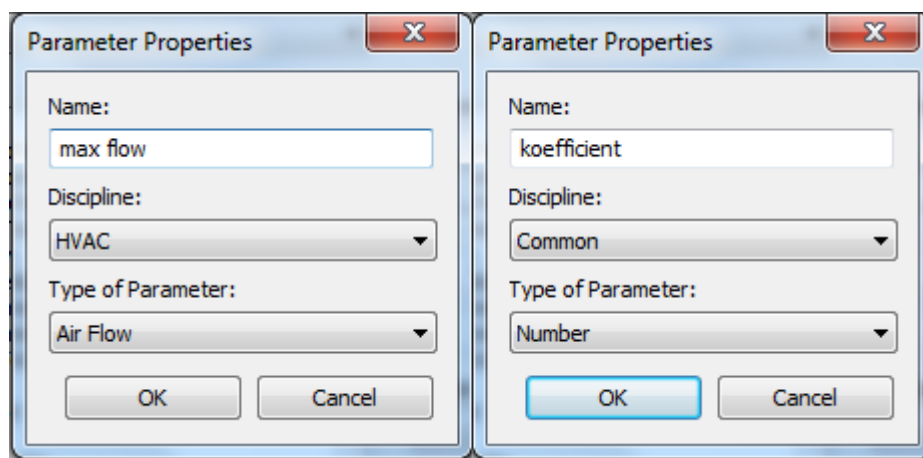 Parameter Properties
Name:
max flow
Discipline:
HVAC
Type of Parameter:
Air Flow
OK
Cancel
Parameter Properties
Name:
koefficient
Discipline:
Common
Type of Parameter:
Number
OK
Cancel